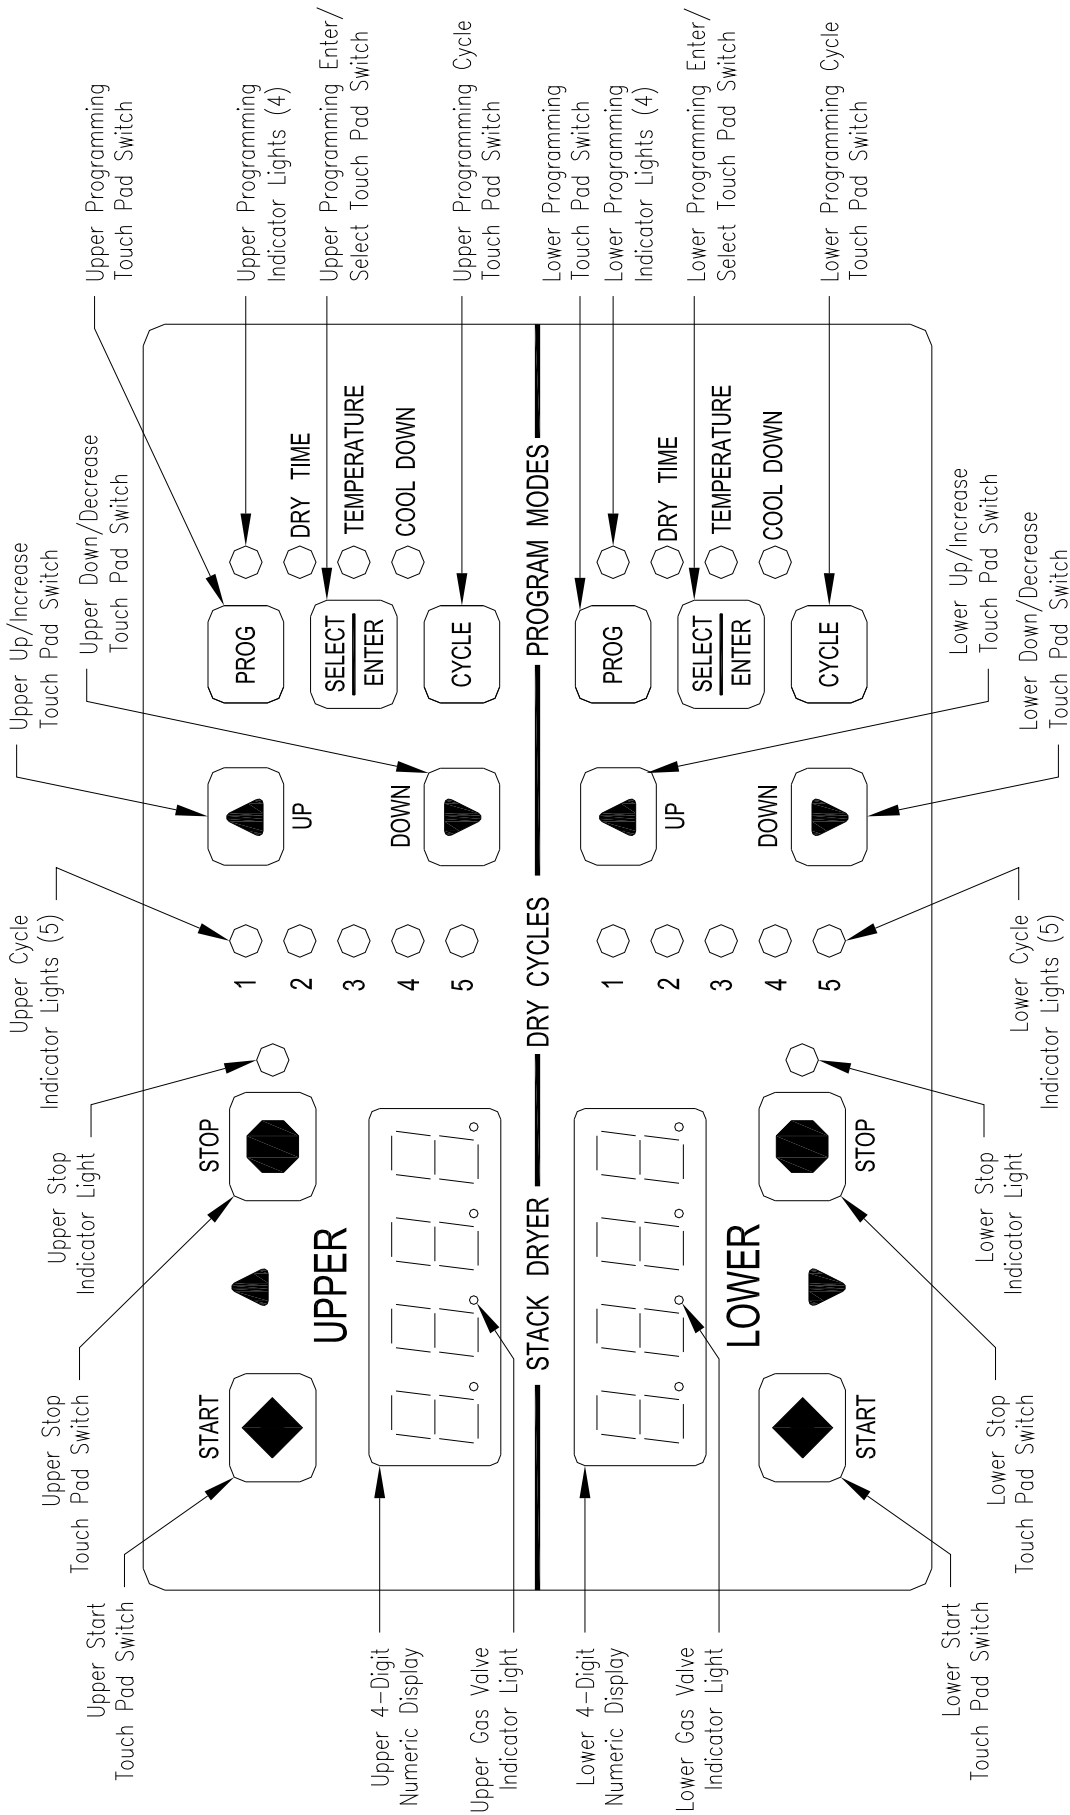 Upper Start
Touch Pad Switch
Upper Stop
Touch Pad Switch
Upper Stop
Indicator Light
Upper Cycle
Indicator Lights (5)
Upper Up/Increase
Touch Pad Switch
Upper Down/Decrease
Touch Pad Switch
Upper Programming
Touch Pad Switch
Upper Programming
Indicator Lights (4)
Upper Programming Enter/
Select Touch Pad Switch
Upper Programming Cycle
Touch Pad Switch
Lower Programming
Touch Pad Switch
Lower Programming
Indicator Lights (4)
Lower Programming Enter/
Select Touch Pad Switch
Lower Programming Cycle
Touch Pad Switch
START
STOP
UPPER
1
2
3
4
5
UP
DOWN
PROG
SELECT
ENTER
CYCLE
DRY TIME
TEMPERATURE
COOL DOWN
STACK DRYER
DRY CYCLES
PROGRAM MODES
LOWER
START
STOP
1
2
3
4
5
UP
DOWN
PROG
SELECT
ENTER
CYCLE
DRY TIME
TEMPERATURE
COOL DOWN
Upper 4-Digit
Numeric Display
Upper Gas Valve
Indicator Light
Lower 4-Digit
Numeric Display
Lower Gas Valve
Indicator Light
Lower Start
Touch Pad Switch
Lower Stop
Touch Pad Switch
Lower Stop
Indicator Light
Lower Cycle
Indicator Lights (5)
Lower Up/Increase
Touch Pad Switch
Lower Down/Decrease
Touch Pad Switch